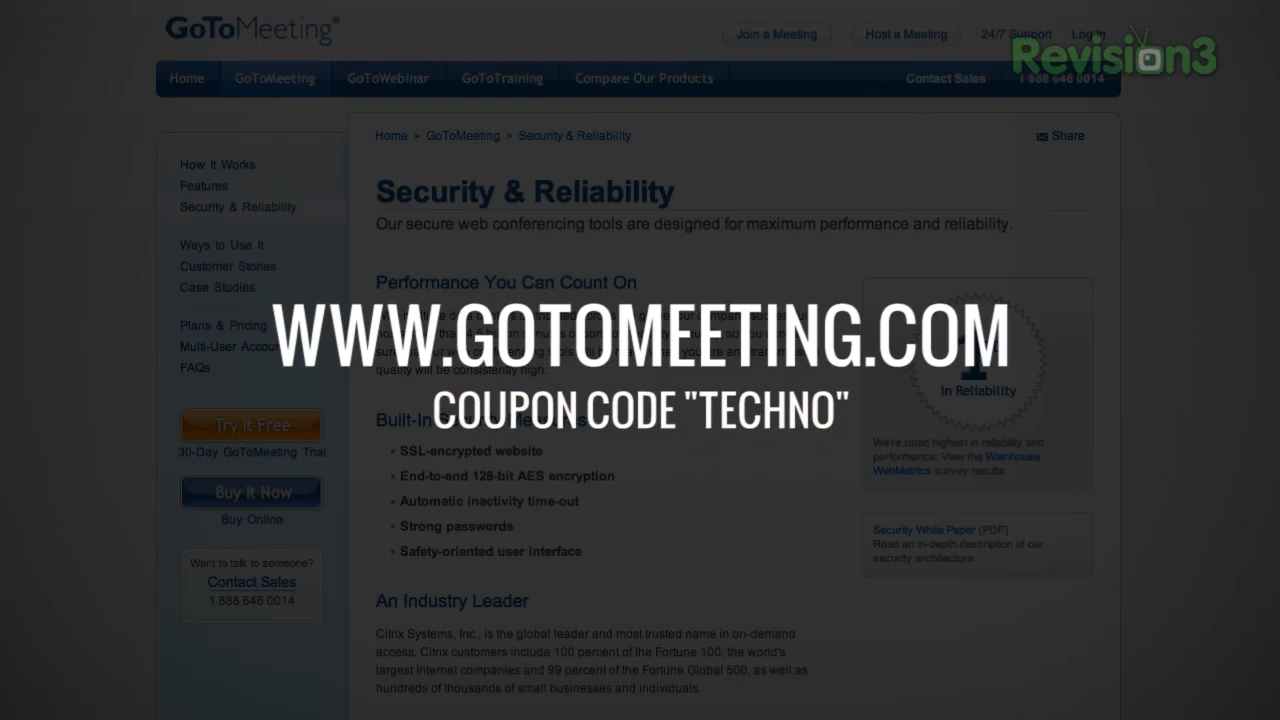 GoToMeeting®
Join a Meeting Host a Meeting 24/7 Support Log In
Revision3
Home GoToMeeting GoToWebinar GoToTraining Compare Our Products Contact Sales 1 888 646 0014
Home > GoToMeeting > Security & Reliability Share
How It Works
Features
Security & Reliability
Ways to Use It
Customer Stories
Case Studies
Plans & Pricing
FAQs
Try It Free
30-Day GoToMeeting Trial
Buy It Now
Buy Online
Want to talk to someone?
Contact Sales
1 888 646 0014
Security & Reliability
Our secure web conferencing tools are designed for maximum performance and reliability.
Performance You Can Count On
WWW.GOTOMEETING.COM
quality will be consistently high.
COUPON CODE "TECHNO"
Built-In
• SSL-encrypted website
• End-to-end 128-bit AES encryption
• Automatic inactivity time-out
• Strong passwords
• Safety-oriented user interface
An Industry Leader
Citrix Systems, Inc., is the global leader and most trusted name in on-demand
access. Citrix customers include 100 percent of the Fortune 100, the world's
largest Internet companies and 99 percent of the Fortune Global 500, as well as
hundreds of thousands of small businesses and individuals.
In Reliability
We're rated highest in reliability and
performance. View the Wainhouse
WebMetrics survey results
Security White Paper (PDF)
Read an in-depth description of our
security architecture.